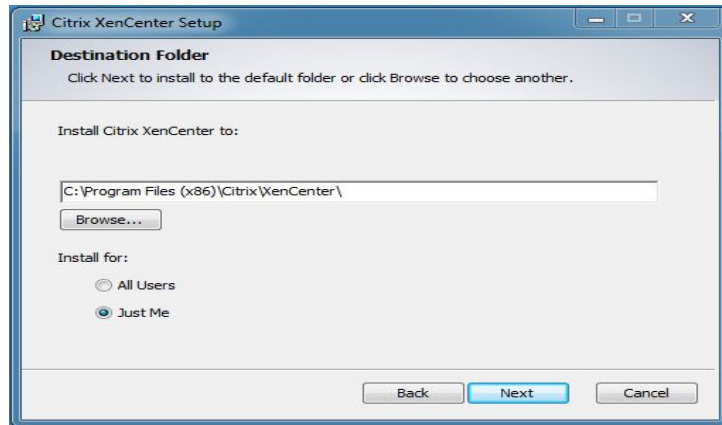 Citrix XenCenter Setup
Destination Folder
Click Next to install to the default folder or click Browse to choose another.
Install Citrix XenCenter to:
C:\Program Files (x86)\Citrix\XenCenter\
Browse...
Install for:
All Users
Just Me
Back Next Cancel